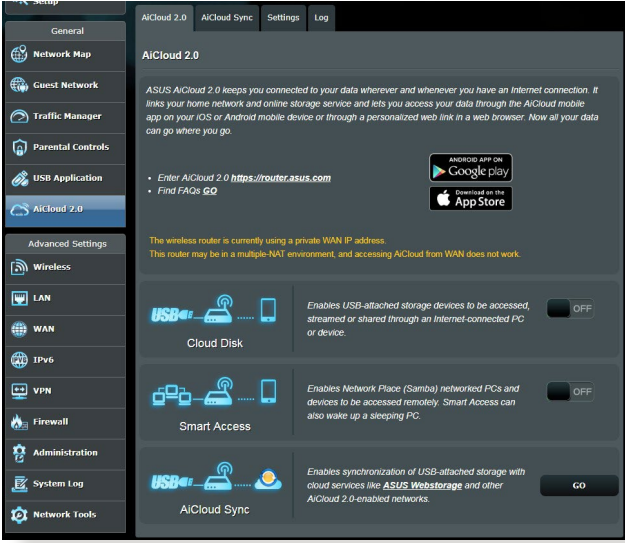 Setup
General
Network Map
Guest Network
Traffic Manager
Parental Controls
USB Application
AiCloud 2.0
Advanced Settings
Wireless
LAN
WAN
IPv6
VPN
Firewall
Administration
System Log
Network Tools
AiCloud 2.0 AiCloud Sync Settings Log
AiCloud 2.0
ASUS AiCloud 2.0 keeps you connected to your data wherever and whenever you have an Internet connection. It
links your home network and online storage service and lets you access your data through the AiCloud mobile
app on your iOS or Android mobile device or through a personalized web link in a web browser. Now all your data
can go where you go.
• Enter AiCloud 2.0 https://router.asus.com
• Find FAQs GO
ANDROID APP ON
Google play
Download on the
App Store
The wireless router is currently using a private WAN IP address.
This router may be in a multiple-NAT environment, and accessing AiCloud from WAN does not work.
USB
Cloud Disk
Enables USB-attached storage devices to be accessed,
streamed or shared through an Internet-connected PC
or device.
OFF
Smart Access
Enables Network Place (Samba) networked PCs and
devices to be accessed remotely. Smart Access can
also wake up a sleeping PC.
OFF
USB
AiCloud Sync
Enables synchronization of USB-attached storage with
cloud services like ASUS Webstorage and other
AiCloud 2.0-enabled networks.
GO